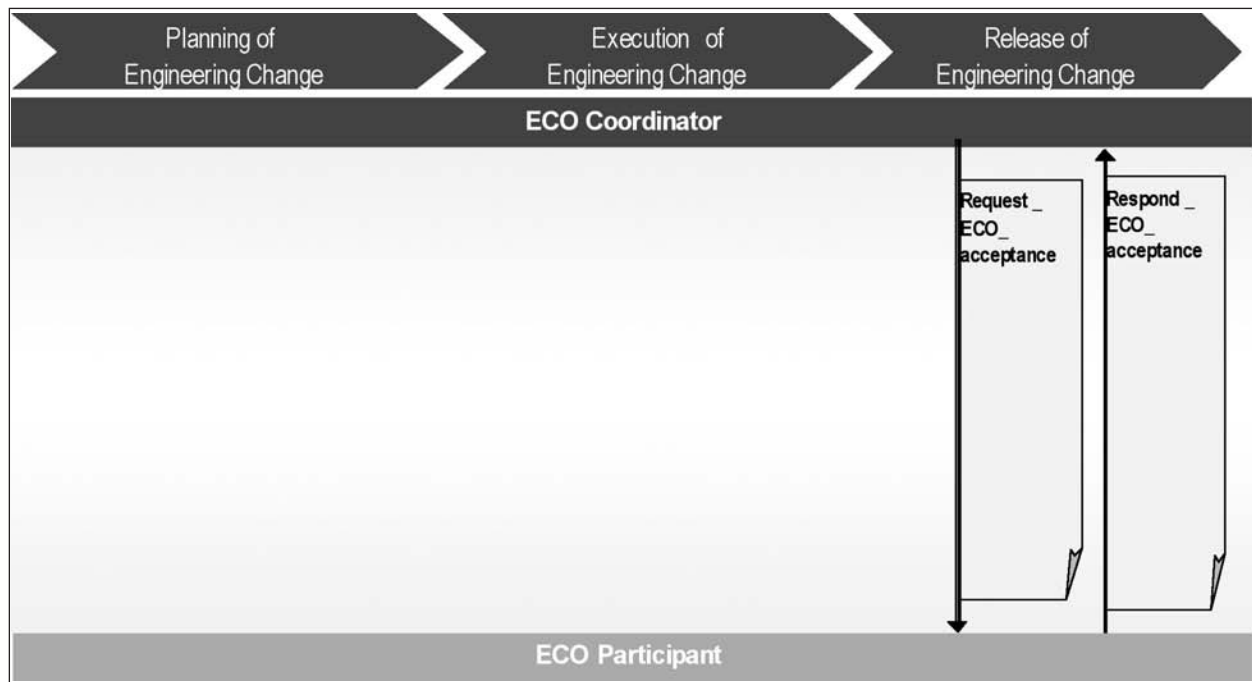 Planning of
Engineering Change
Execution of
Engineering Change
Release of
Engineering Change
ECO Coordinator
Request _
ECO_
acceptance
Respond _
ECO_
acceptance
ECO Participant